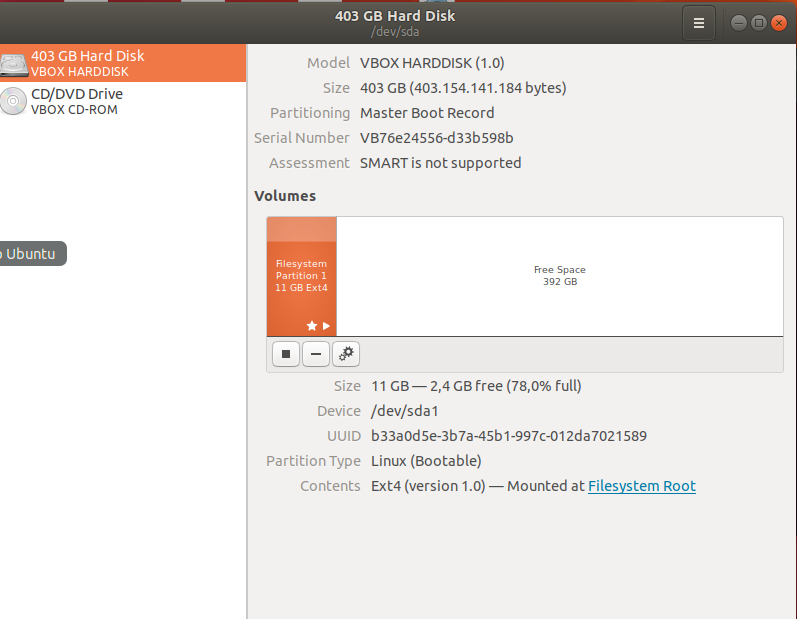 403 GB Hard Disk
/dev/sda
403 GB Hard Disk
VBOX HARDDISK
CD/DVD Drive
VBOX CD-ROM
Ubuntu
Model VBOX HARDDISK (1.0)
Size 403 GB (403.154.141.184 bytes)
Partitioning Master Boot Record
Serial Number VB76e24556-d33b598b
Assessment SMART is not supported
Volumes
Filesystem
Partition 1
11 GB Ext4
Free Space
392 GB
Size 11 GB — 2,4 GB free (78,0% full)
Device /dev/sda1
UUID b33a0d5e-3b7a-45b1-997c-012da7021589
Partition Type Linux (Bootable)
Contents Ext4 (version 1.0) — Mounted at Filesystem Root